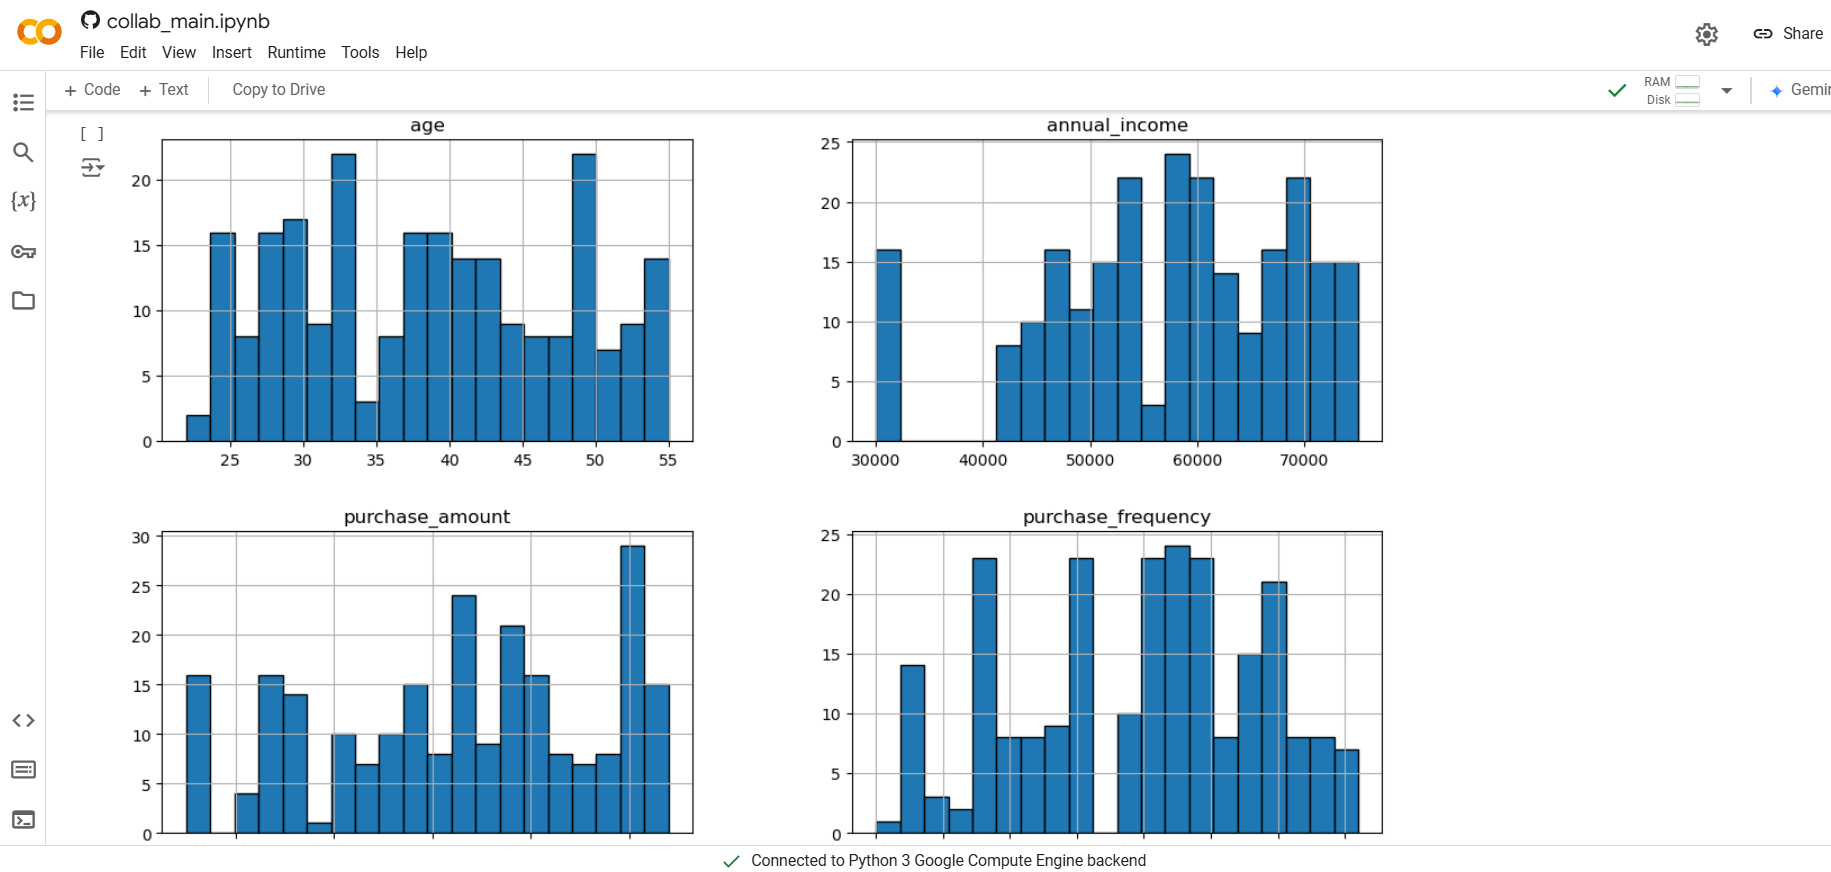 collab_main.ipynb
File Edit View Insert Runtime Tools Help
Share
+ Code + Text Copy to Drive
RAM
Disk
Gemin
[ ]
{x}
age
20
15
10
5
0
25 30 35 40 45 50 55
annual_income
25
20
15
10
5
0
30000 40000 50000 60000 70000
purchase_amount
30
25
20
15
10
5
0
purchase_frequency
25
20
15
10
5
0
Connected to Python 3 Google Compute Engine backend